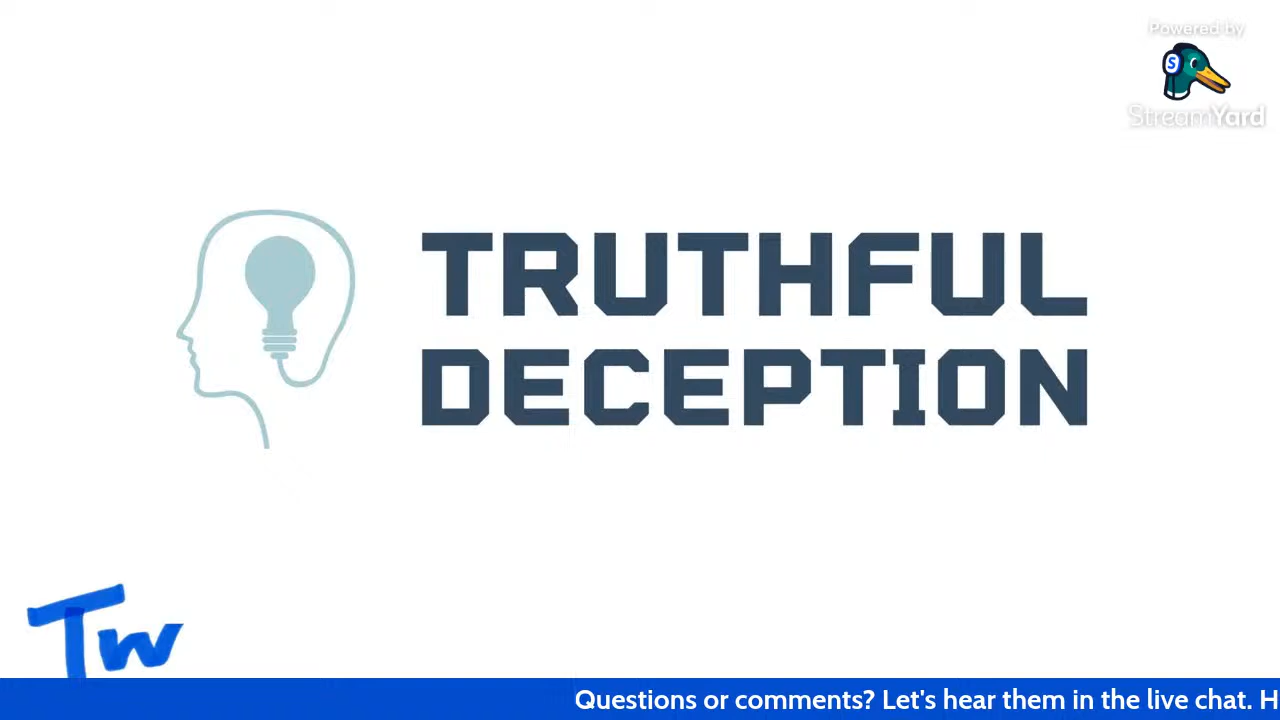 Powered by
S
StreamYard
TRUTHFUL
DECEPTION
Tw
Questions or comments? Let's hear them in the live chat. H